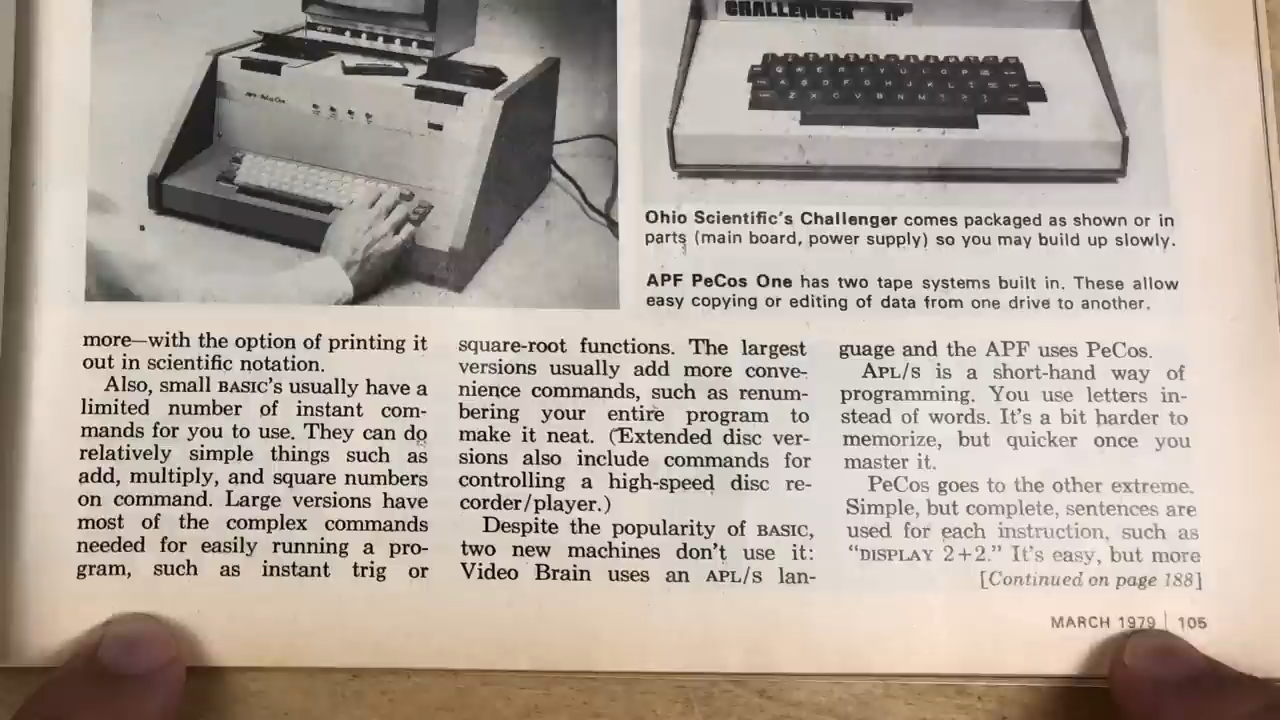 CHALLENGER IP
Ohio Scientific's Challenger comes packaged as shown or in
parts (main board, power supply) so you may build up slowly.
APF PeCos One has two tape systems built in. These allow
easy copying or editing of data from one drive to another.
more—with the option of printing it
out in scientific notation.
Also, small BASIC's usually have a
limited number of instant com-
mands for you to use. They can do
relatively simple things such as
add, multiply, and square numbers
on command. Large versions have
most of the complex commands
needed for easily running a pro-
gram, such as instant trig or
square-root functions. The largest
versions usually add more conve-
nience commands, such as renum-
bering your entire program to
make it neat. (Extended disc ver-
sions also include commands for
controlling a high-speed disc re-
corder/player.)
Despite the popularity of BASIC,
two new machines don't use it:
Video Brain uses an APL/S lan-
guage and the APF uses PeCos.
APL/S is a short-hand way of
programming. You use letters in-
stead of words. It's a bit harder to
memorize, but quicker once you
master it.
PeCos goes to the other extreme.
Simple, but complete, sentences are
used for each instruction, such as
“DISPLAY 2+2.” It's easy, but more
[Continued on page 188]
MARCH 1979 | 105